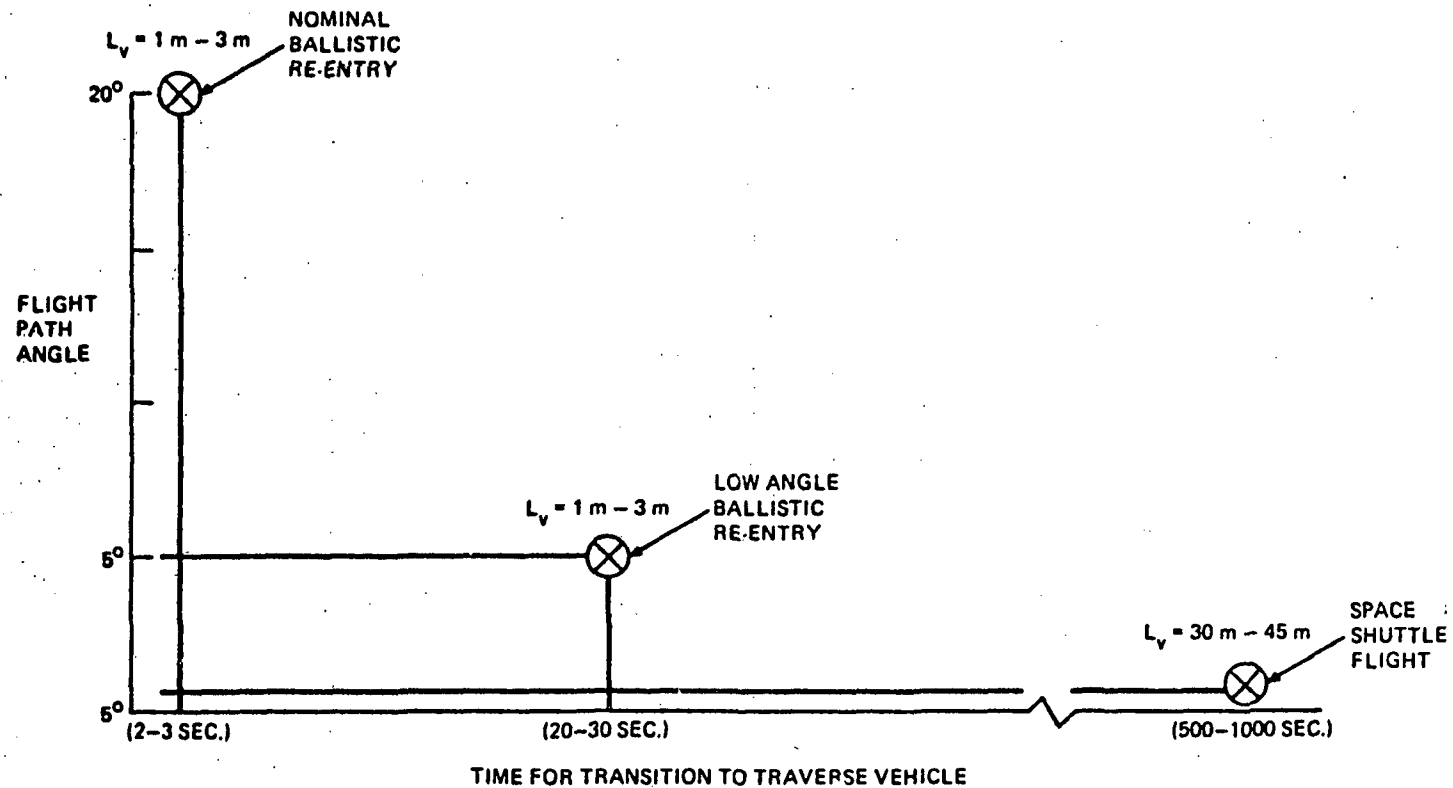 NOMINAL
BALLISTIC
RE-ENTRY
Lv = 1 m – 3 m
20°
FLIGHT
PATH
ANGLE
LOW ANGLE
BALLISTIC
RE-ENTRY
Lv = 1 m – 3 m
5°
SPACE
SHUTTLE
FLIGHT
Lv = 30 m – 45 m
5°
(2–3 SEC.)
(20–30 SEC.)
(500–1000 SEC.)
TIME FOR TRANSITION TO TRAVERSE VEHICLE